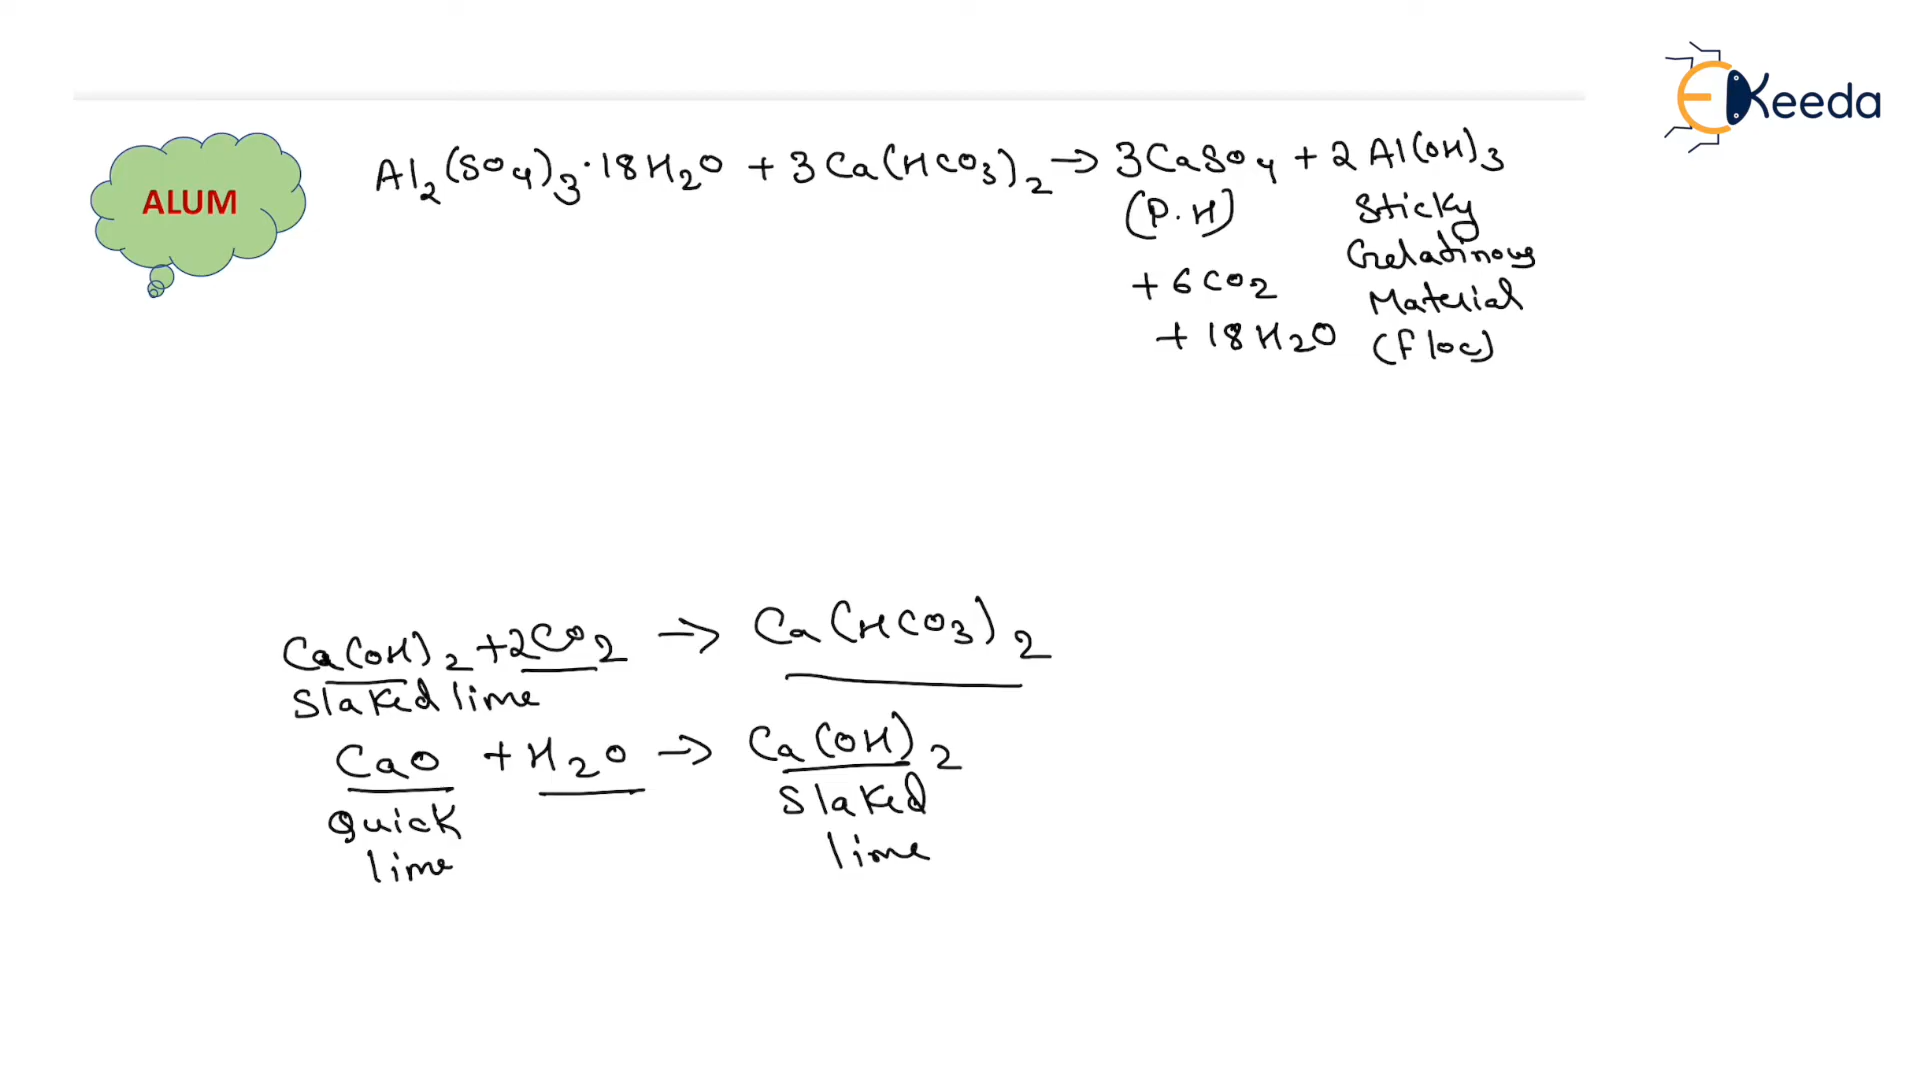 EKeeda
ALUM
Al2(SO4)3·18H2O + 3Ca(HCO3)2 → 3CaSO4 + 2Al(OH)3
(P.H) Sticky
Gelatinous
+ 6CO2 Material
+ 18H2O (Floc)
Ca(OH)2 + 2CO2 → Ca(HCO3)2
Slaked lime
CaO + H2O → Ca(OH)2
Quick Slaked
lime lime